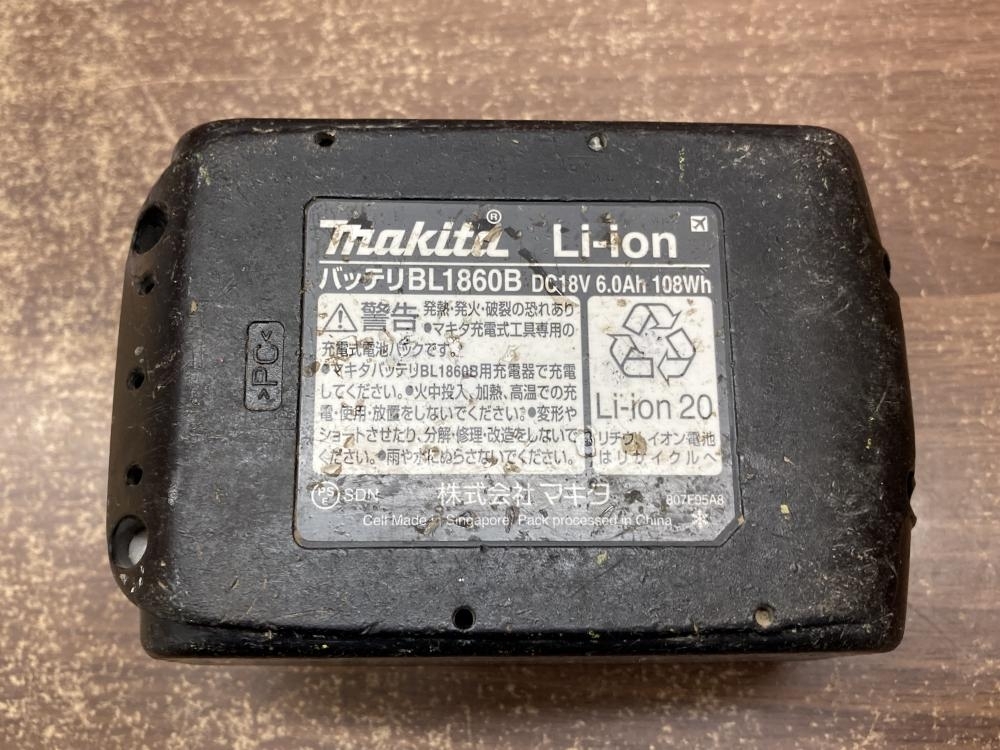 Makita® Li-ion
バッテリBL1860B DC18V 6.0Ah 108Wh
警告 発熱・発火・破裂の恐れあり
●マキタ充電式工具専用の
充電式電池パックです。
●マキタバッテリBL1860B用充電器で充電
してください。●火中投入、加熱、高温での充
電・使用・放置をしないでください。●変形や
ショートさせたり、分解・修理・改造をしないで
ください。●雨や水にぬらさないでください。
Li-ion 20
リチウムイオン電池
はリサイクルへ
PSE SDN 株式会社 マキタ 807F05A8
Cell Made in Singapore, Pack processed in China
>PC<